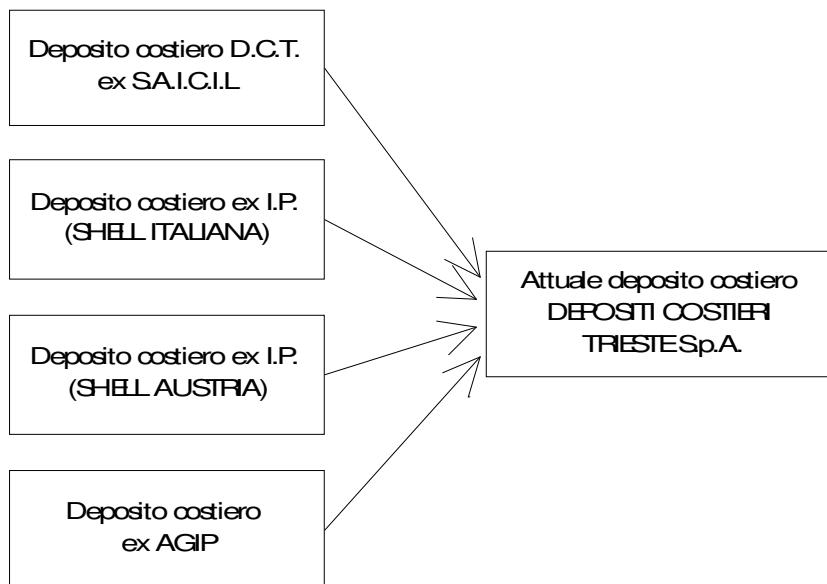 Deposito costiero D.C.T.
ex S.A.I.C.I.L
Deposito costiero ex I.P.
(SHELL ITALIANA)
Deposito costiero ex I.P.
(SHELL AUSTRIA)
Deposito costiero
ex AGIP
Attuale deposito costiero
DEPOSITI COSTIERI
TRIESTE S.p.A.